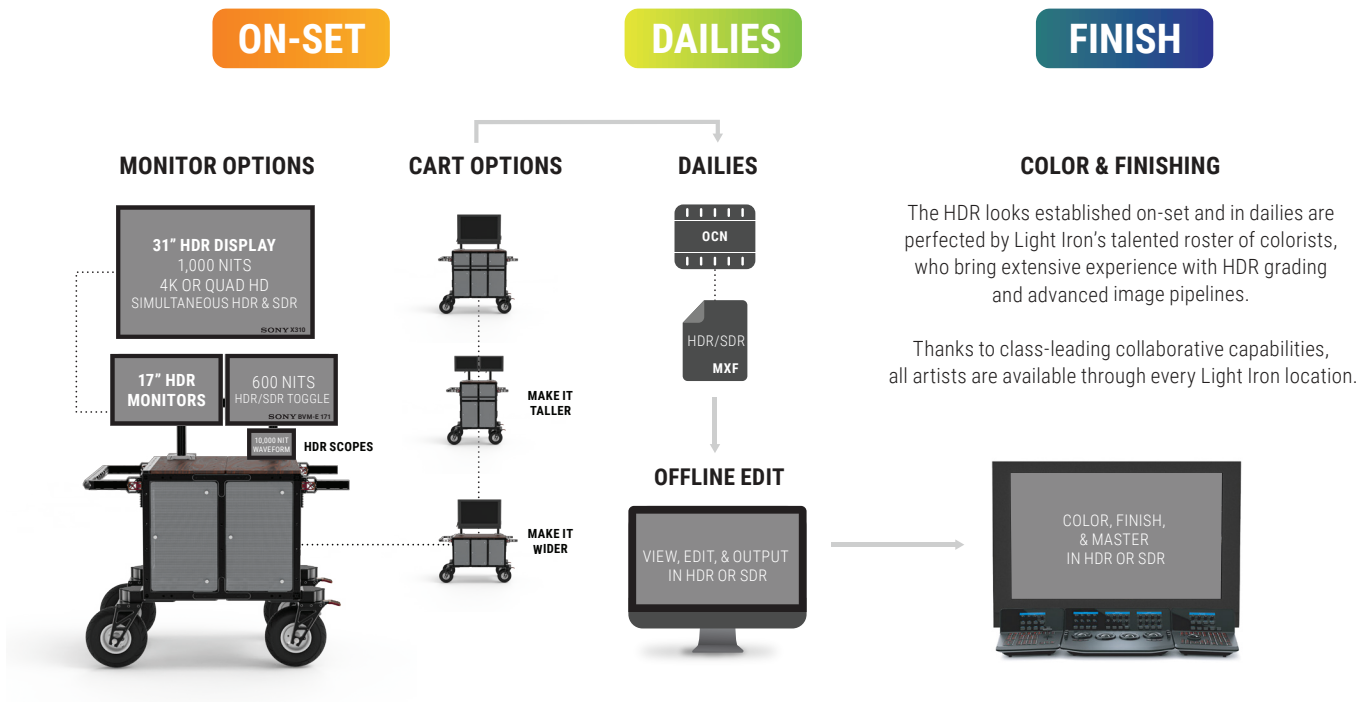 ON-SET
DAILIES
FINISH
MONITOR OPTIONS
31” HDR DISPLAY
1,000 NITS
4K OR QUAD HD
SIMULTANEOUS HDR & SDR
SONY X310
17” HDR
MONITORS
600 NITS
HDR/SDR TOGGLE
SONY BVM-E 171
10,000 NIT
WAVEFORM
HDR SCOPES
CART OPTIONS
MAKE IT
TALLER
MAKE IT
WIDER
DAILIES
OCN
HDR/SDR
MXF
OFFLINE EDIT
VIEW, EDIT, & OUTPUT
IN HDR OR SDR
COLOR & FINISHING
The HDR looks established on-set and in dailies are
perfected by Light Iron’s talented roster of colorists,
who bring extensive experience with HDR grading
and advanced image pipelines.
Thanks to class-leading collaborative capabilities,
all artists are available through every Light Iron location.
COLOR, FINISH,
& MASTER
IN HDR OR SDR